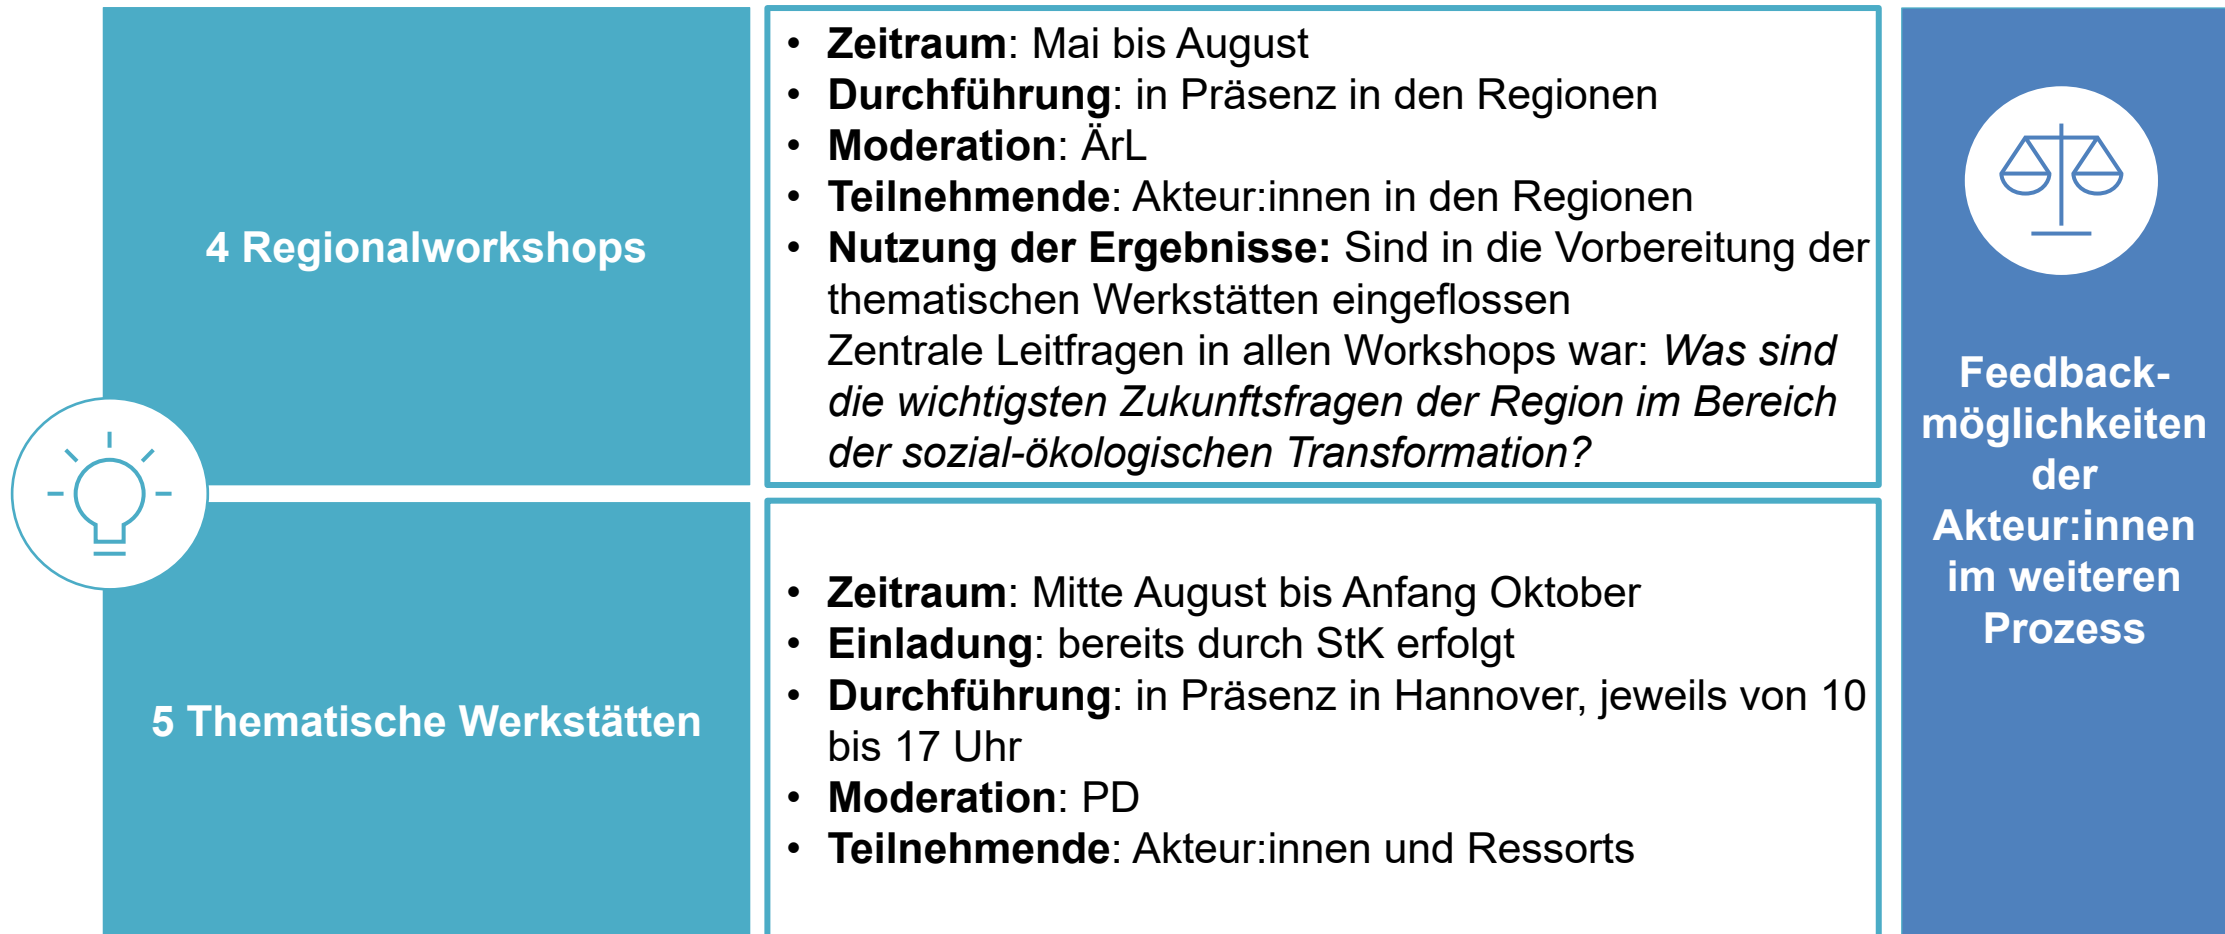 4 Regionalworkshops
• Zeitraum: Mai bis August
• Durchführung: in Präsenz in den Regionen
• Moderation: ÄrL
• Teilnehmende: Akteur:innen in den Regionen
• Nutzung der Ergebnisse: Sind in die Vorbereitung der
thematischen Werkstätten eingeflossen
Zentrale Leitfragen in allen Workshops war: Was sind
die wichtigsten Zukunftsfragen der Region im Bereich
der sozial-ökologischen Transformation?
5 Thematische Werkstätten
• Zeitraum: Mitte August bis Anfang Oktober
• Einladung: bereits durch StK erfolgt
• Durchführung: in Präsenz in Hannover, jeweils von 10
bis 17 Uhr
• Moderation: PD
• Teilnehmende: Akteur:innen und Ressorts
Feedback-
möglichkeiten
der
Akteur:innen
im weiteren
Prozess